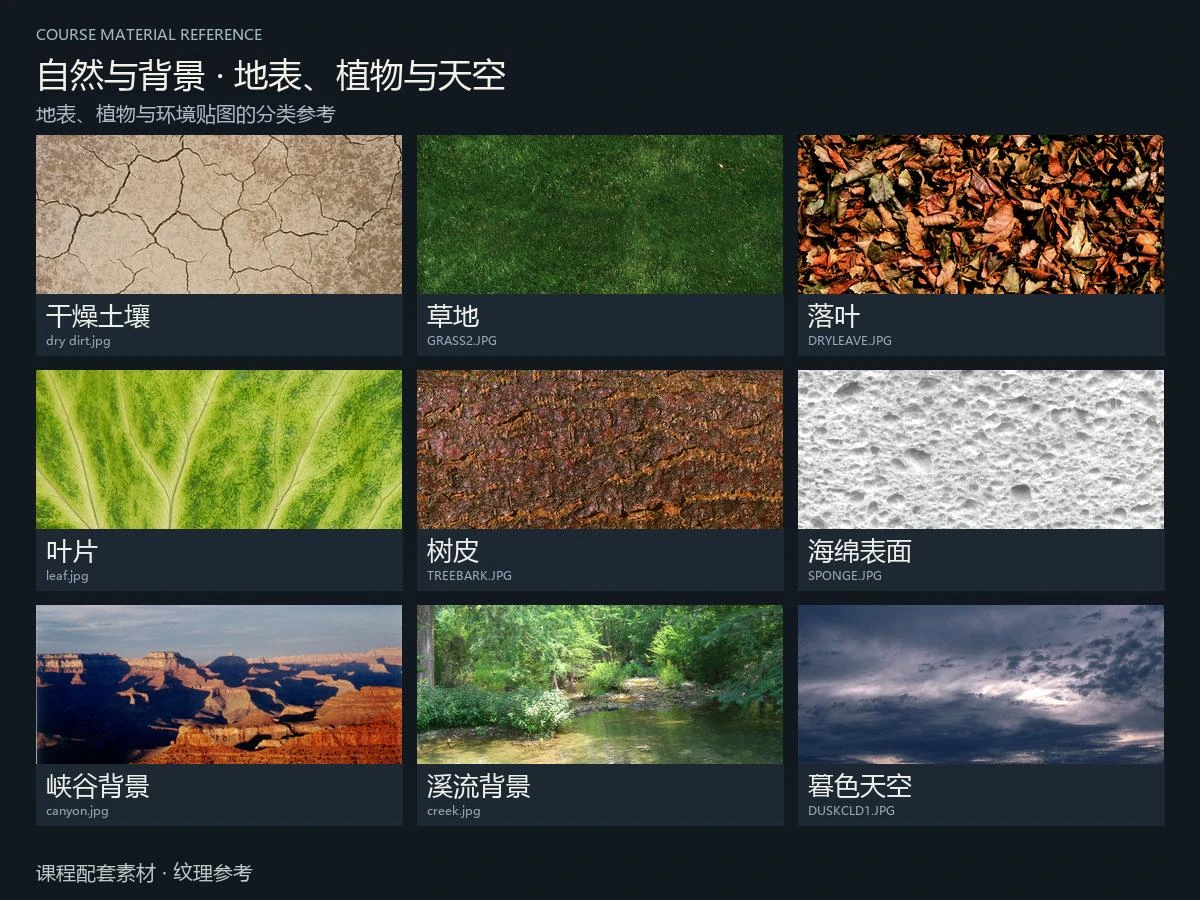 COURSE MATERIAL REFERENCE
自然与背景 · 地表、植物与天空
地表、植物与环境贴图的分类参考
干燥土壤
dry dirt.jpg
草地
GRASS2.JPG
落叶
DRYLEAVE.JPG
叶片
leaf.jpg
树皮
TREEBARK.JPG
海绵表面
SPONGE.JPG
峡谷背景
canyon.jpg
溪流背景
creek.jpg
暮色天空
DUSKCLD1.JPG
课程配套素材 · 纹理参考